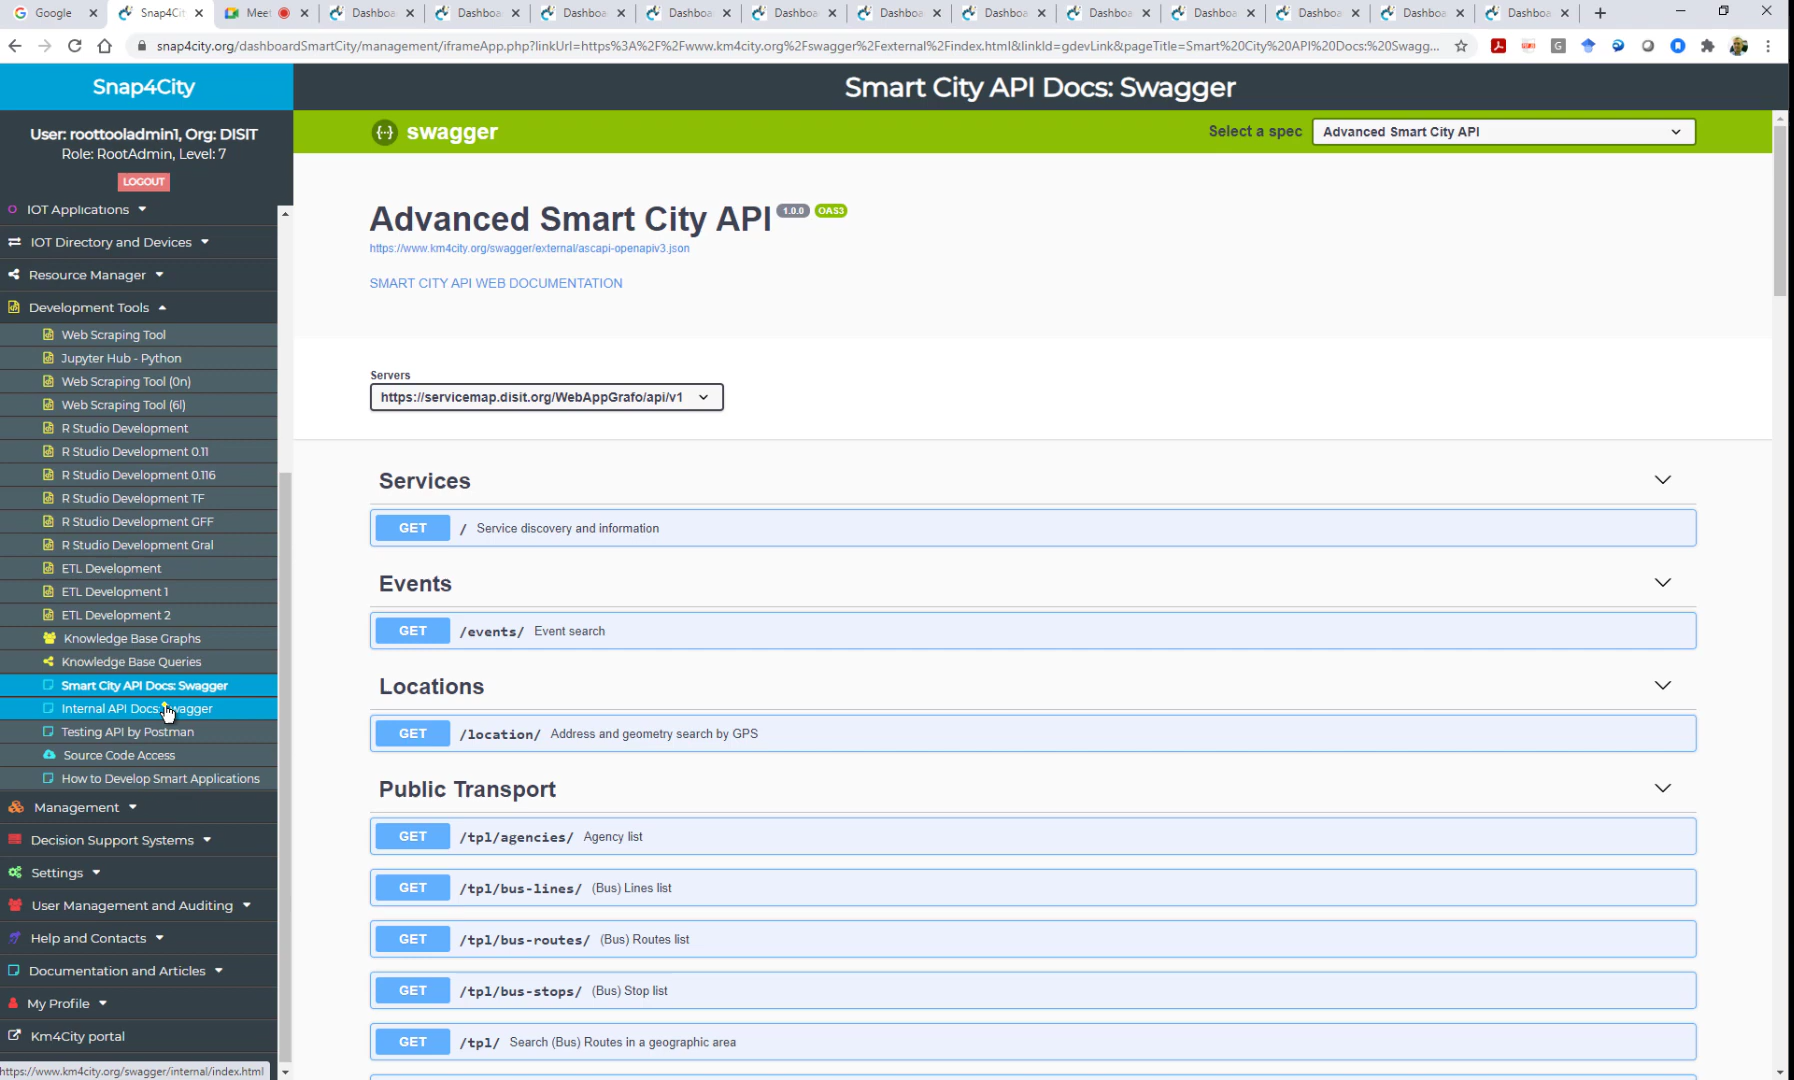 Google
Snap4City
Meet
Dashboa
Dashboa
Dashboa
Dashboa
Dashboa
Dashboa
Dashboa
Dashboa
Dashboa
Dashboa
Dashboa
Dashboa
snap4city.org/dashboardSmartCity/management/iframeApp.php?linkUrl=https%3A%2F%2Fwww.km4city.org%2Fswagger%2Fexternal%2Findex.html&linkId=gdevLink&pageTitle=Smart%20City%20API%20Docs:%20Swagg...
Snap4City
Smart City API Docs: Swagger
User: roottooladmin1, Org: DISIT
Role: RootAdmin, Level: 7
LOGOUT
IOT Applications
IOT Directory and Devices
Resource Manager
Development Tools
Web Scraping Tool
Jupyter Hub - Python
Web Scraping Tool (0n)
Web Scraping Tool (6l)
R Studio Development
R Studio Development 0.11
R Studio Development 0.116
R Studio Development TF
R Studio Development GFF
R Studio Development Gral
ETL Development
ETL Development 1
ETL Development 2
Knowledge Base Graphs
Knowledge Base Queries
Smart City API Docs: Swagger
Internal API Docs: Swagger
Testing API by Postman
Source Code Access
How to Develop Smart Applications
Management
Decision Support Systems
Settings
User Management and Auditing
Help and Contacts
Documentation and Articles
My Profile
Km4City portal
https://www.km4city.org/swagger/internal/index.html
swagger
Select a spec
Advanced Smart City API
Advanced Smart City API 1.0.0 OAS3
https://www.km4city.org/swagger/external/ascapi-openapiv3.json
SMART CITY API WEB DOCUMENTATION
Servers
https://servicemap.disit.org/WebAppGrafo/api/v1
Services
GET / Service discovery and information
Events
GET /events/ Event search
Locations
GET /location/ Address and geometry search by GPS
Public Transport
GET /tpl/agencies/ Agency list
GET /tpl/bus-lines/ (Bus) Lines list
GET /tpl/bus-routes/ (Bus) Routes list
GET /tpl/bus-stops/ (Bus) Stop list
GET /tpl/ Search (Bus) Routes in a geographic area